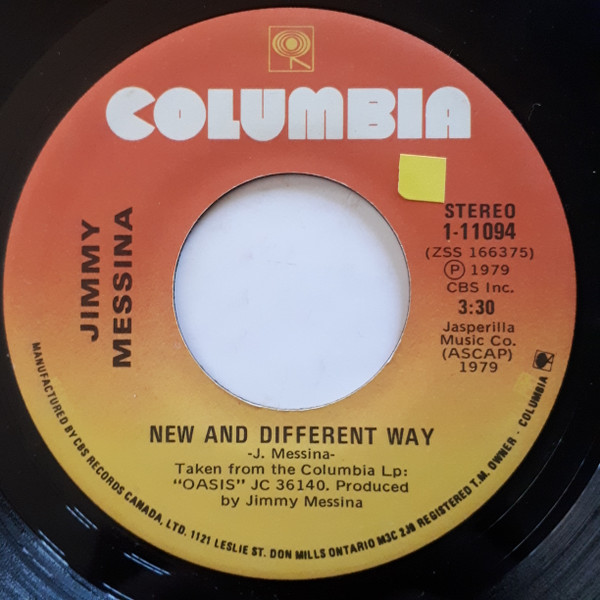 COLUMBIA
JIMMY
MESSINA
STEREO
1-11094
(ZSS 166375)
Ⓟ 1979
CBS Inc.
3:30
Jasperilla
Music Co.
(ASCAP)
1979
NEW AND DIFFERENT WAY
-J. Messina-
Taken from the Columbia Lp:
"OASIS" JC 36140. Produced
by Jimmy Messina
MANUFACTURED BY CBS RECORDS CANADA, LTD. 1121 LESLIE ST. DON MILLS ONTARIO M3C 2J9 REGISTERED T.M. OWNER - COLUMBIA